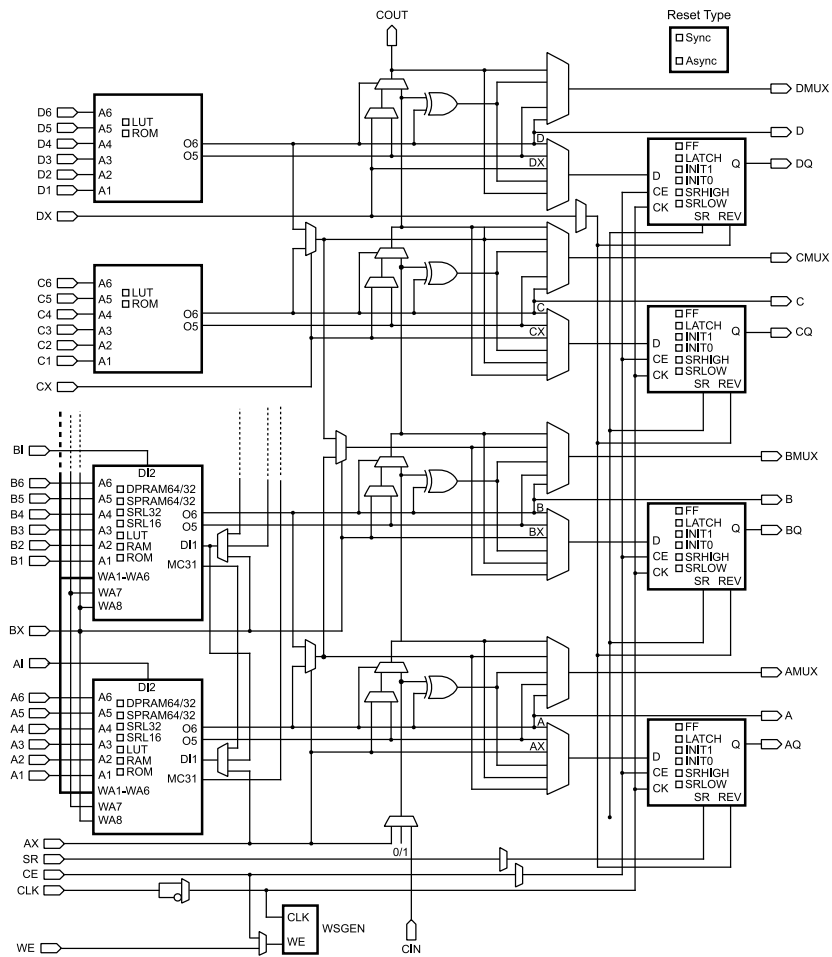 COUT
Reset Type
Sync
Async
DMUX
D6
A6
D5
A5
D4
A4
D3
A3
D2
A2
D1
A1
LUT
ROM
O6
O5
D
DX
D
FF
LATCH
INIT1
INIT0
SRHIGH
SRLOW
D
CE
CK
Q
SR REV
DQ
DX
CMUX
C6
A6
C5
A5
C4
A4
C3
A3
C2
A2
C1
A1
LUT
ROM
O6
O5
C
CX
C
FF
LATCH
INIT1
INIT0
SRHIGH
SRLOW
D
CE
CK
Q
SR REV
CQ
CX
BI
BMUX
DI2
B6
A6
B5
A5
B4
A4
B3
A3
B2
A2
B1
A1
WA1-WA6
WA7
WA8
DPRAM64/32
SPRAM64/32
SRL32
SRL16
LUT
RAM
ROM
O6
O5
DI1
MC31
B
BX
B
FF
LATCH
INIT1
INIT0
SRHIGH
SRLOW
D
CE
CK
Q
SR REV
BQ
BX
AI
AMUX
DI2
A6
A6
A5
A5
A4
A4
A3
A3
A2
A2
A1
A1
WA1-WA6
WA7
WA8
DPRAM64/32
SPRAM64/32
SRL32
SRL16
LUT
RAM
ROM
O6
O5
DI1
MC31
A
AX
A
FF
LATCH
INIT1
INIT0
SRHIGH
SRLOW
D
CE
CK
Q
SR REV
AQ
AX
0/1
SR
CE
CLK
CLK
WE
WSGEN
WE
CIN